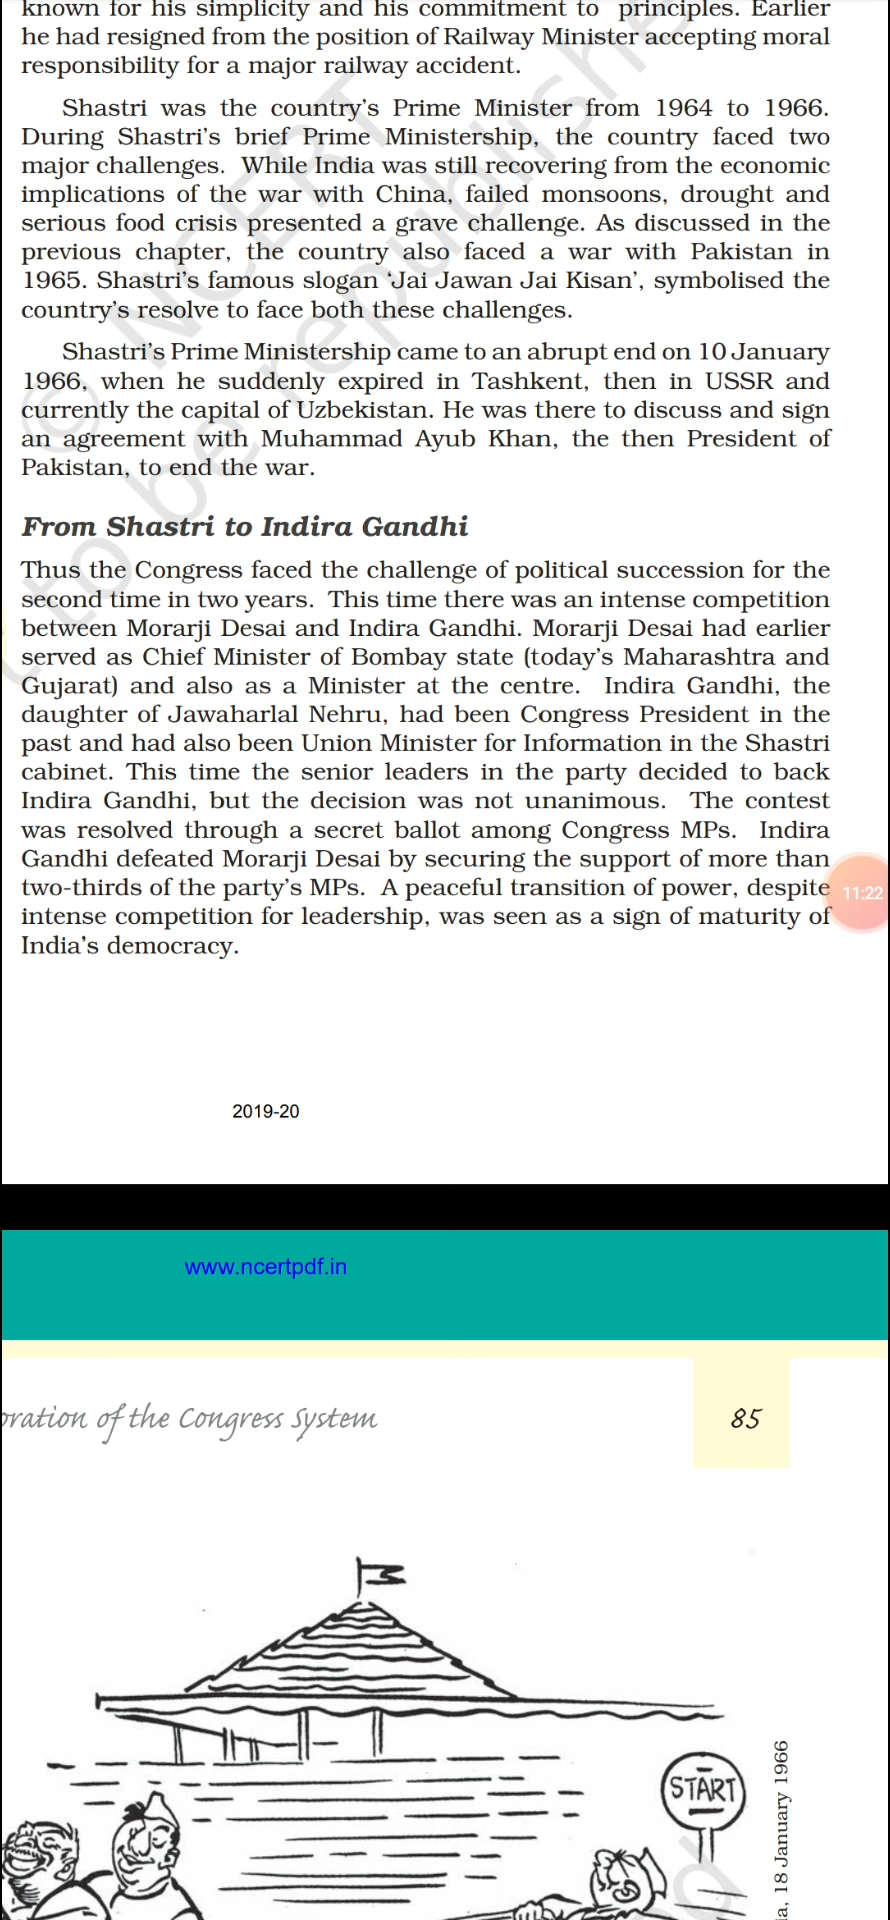 known for his simplicity and his commitment to principles. Earlier
he had resigned from the position of Railway Minister accepting moral
responsibility for a major railway accident.
Shastri was the country's Prime Minister from 1964 to 1966.
During Shastri's brief Prime Ministership, the country faced two
major challenges. While India was still recovering from the economic
implications of the war with China, failed monsoons, drought and
serious food crisis presented a grave challenge. As discussed in the
previous chapter, the country also faced a war with Pakistan in
1965. Shastri's famous slogan ‘Jai Jawan Jai Kisan’, symbolised the
country's resolve to face both these challenges.
Shastri's Prime Ministership came to an abrupt end on 10 January
1966, when he suddenly expired in Tashkent, then in USSR and
currently the capital of Uzbekistan. He was there to discuss and sign
an agreement with Muhammad Ayub Khan, the then President of
Pakistan, to end the war.
From Shastri to Indira Gandhi
Thus the Congress faced the challenge of political succession for the
second time in two years. This time there was an intense competition
between Morarji Desai and Indira Gandhi. Morarji Desai had earlier
served as Chief Minister of Bombay state (today's Maharashtra and
Gujarat) and also as a Minister at the centre. Indira Gandhi, the
daughter of Jawaharlal Nehru, had been Congress President in the
past and had also been Union Minister for Information in the Shastri
cabinet. This time the senior leaders in the party decided to back
Indira Gandhi, but the decision was not unanimous. The contest
was resolved through a secret ballot among Congress MPs. Indira
Gandhi defeated Morarji Desai by securing the support of more than
two-thirds of the party's MPs. A peaceful transition of power, despite
intense competition for leadership, was seen as a sign of maturity of
India's democracy.
11:22
© NCERT
to be republishe
2019-20
www.ncertpdf.in
oration of the Congress System
85
START
ia, 18 January 1966